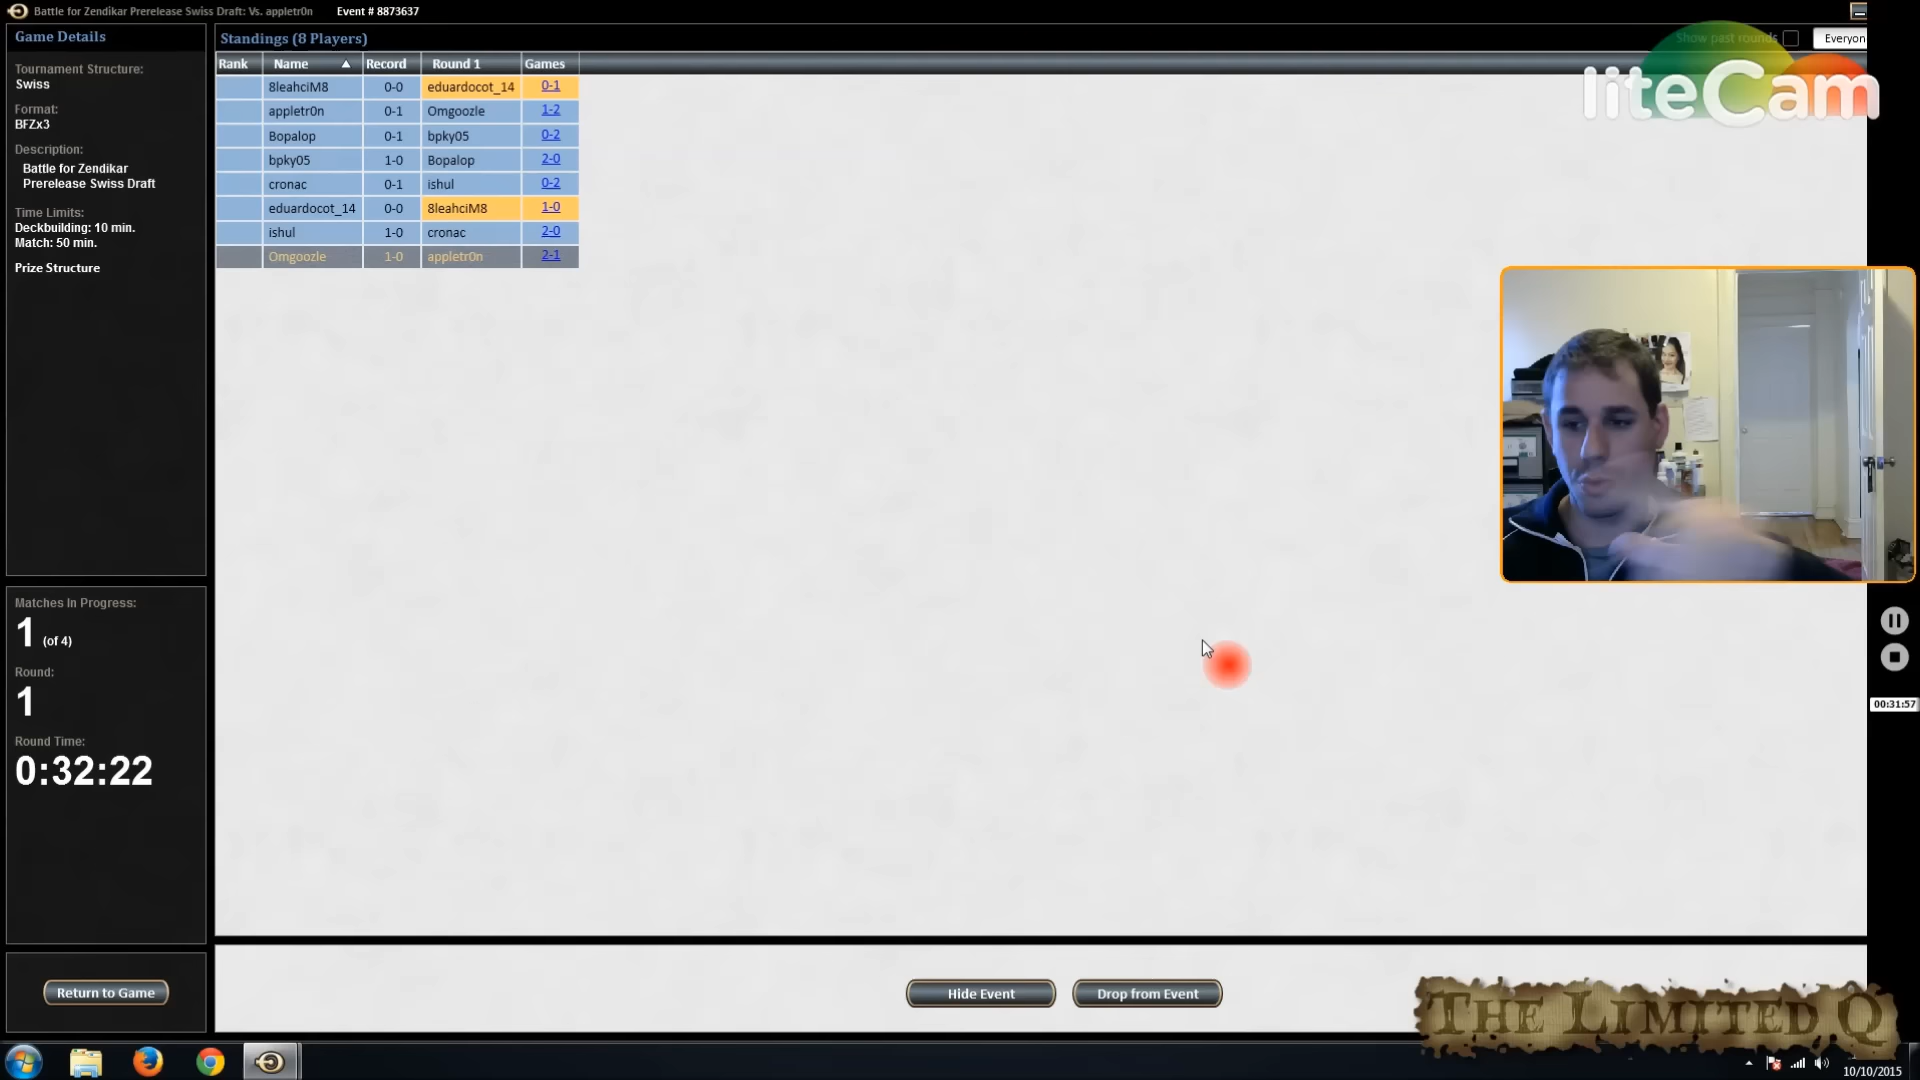 Battle for Zendikar Prerelease Swiss Draft: Vs. appletr0n Event # 8873637
Game Details
Tournament Structure:
Swiss
Format:
BFZx3
Description:
Battle for Zendikar
Prerelease Swiss Draft
Time Limits:
Deckbuilding: 10 min.
Match: 50 min.
Prize Structure
Matches In Progress:
1 (of 4)
Round:
1
Round Time:
0:32:22
Return to Game
Standings (8 Players)
Show past rounds
Everyon
Rank Name Record Round 1 Games
8leahciM8 0-0 eduardocot_14 0-1
appletr0n 0-1 Omgoozle 1-2
Bopalop 0-1 bpky05 0-2
bpky05 1-0 Bopalop 2-0
cronac 0-1 ishul 0-2
eduardocot_14 0-0 8leahciM8 1-0
ishul 1-0 cronac 2-0
Omgoozle 1-0 appletr0n 2-1
liteCam
00:31:57
Hide Event
Drop from Event
The Limited Q
10/10/2015